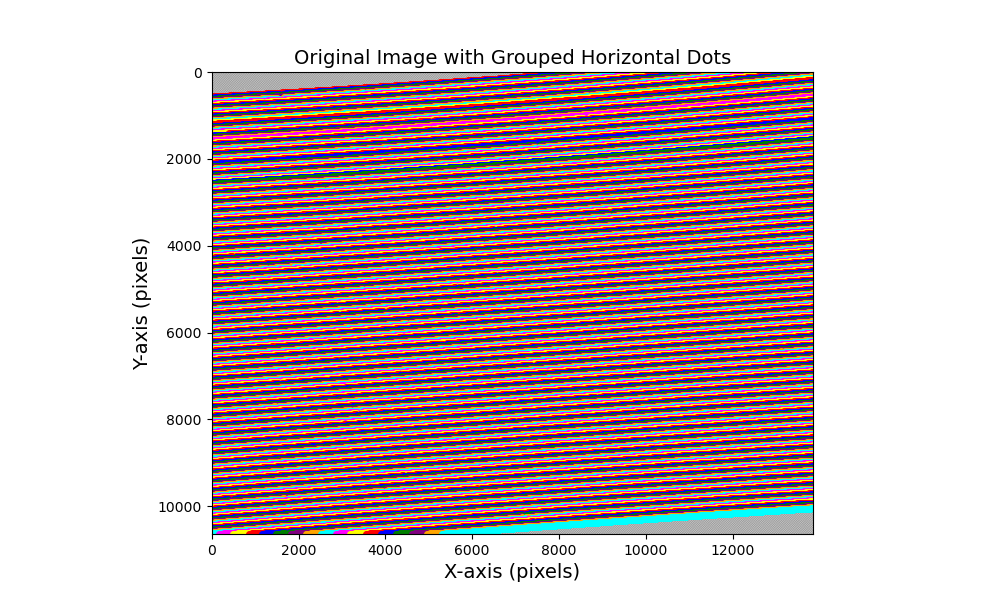 Original Image with Grouped Horizontal Dots
0
2000
4000
6000
8000
10000
0 2000 4000 6000 8000 10000 12000
X-axis (pixels)
Y-axis (pixels)